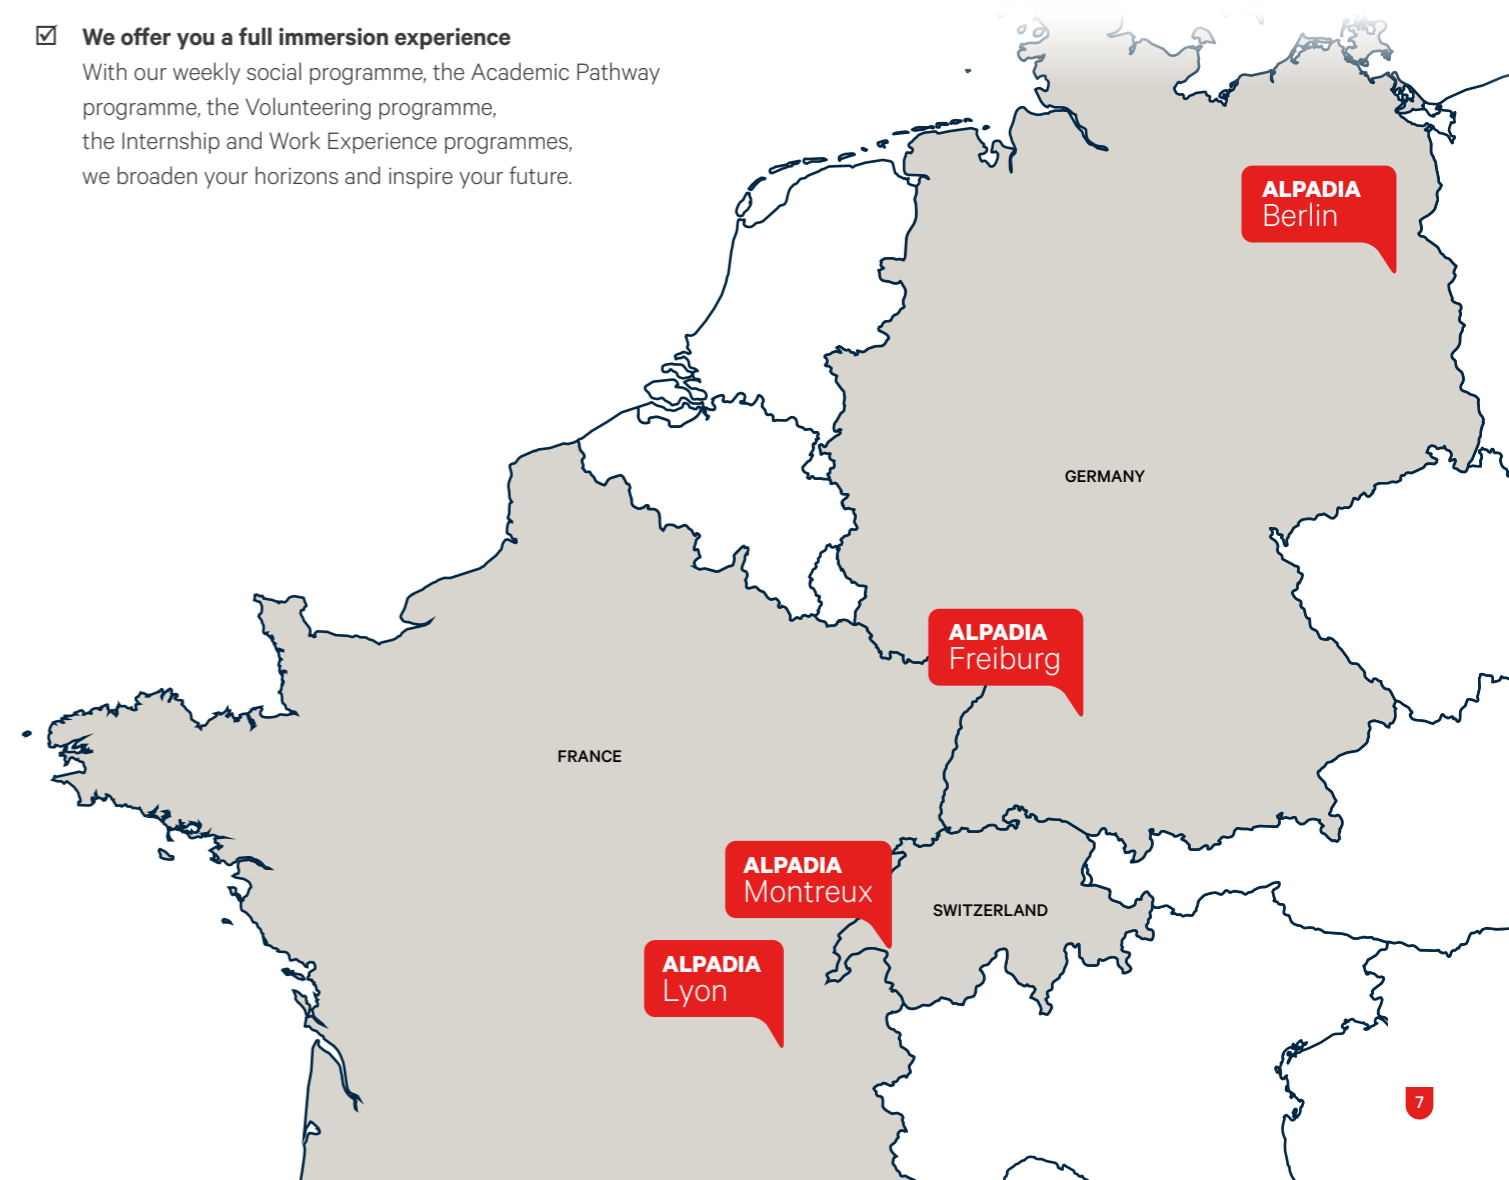 We offer you a full immersion experience
With our weekly social programme, the Academic Pathway
programme, the Volunteering programme,
the Internship and Work Experience programmes,
we broaden your horizons and inspire your future.
ALPADIA
Berlin
GERMANY
ALPADIA
Freiburg
FRANCE
ALPADIA
Montreux
SWITZERLAND
ALPADIA
Lyon
7